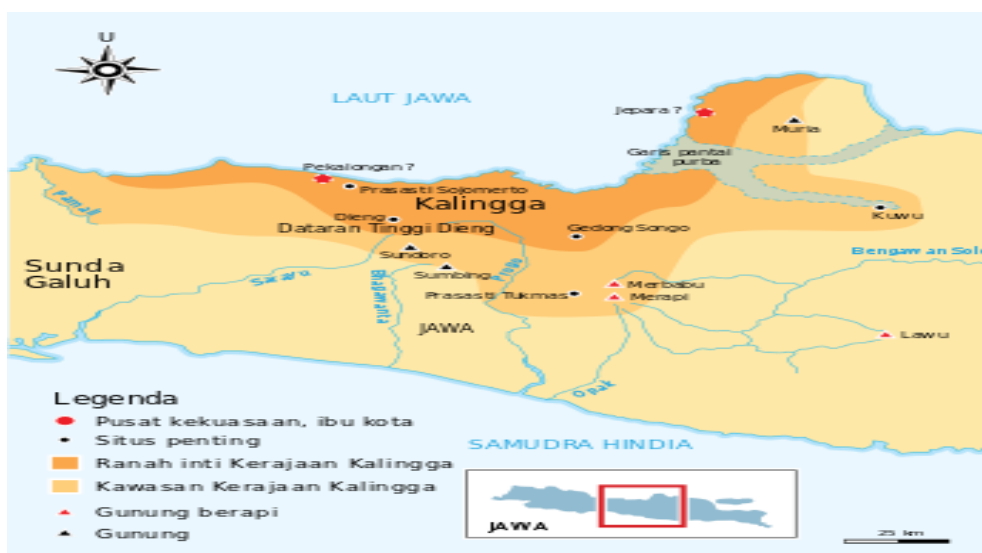 U
LAUT JAWA
Jepara ?
Muria
Garis pantai
purba
Pekalongan ?
Prasasti Sojomerto
Kalingga
Pamali
Dieng
Dataran Tinggi Dieng
Gedong Songo
Kuwu
Sundoro
Bengawan Solo
Sunda
Galuh
Serayu
Sumbing
Progo
Bagawanta
Merbabu
Prasasti Tukmas
Merapi
JAWA
Lawu
Opak
Legenda
Pusat kekuasaan, ibu kota
Situs penting
SAMUDRA HINDIA
Ranah inti Kerajaan Kalingga
Kawasan Kerajaan Kalingga
Gunung berapi
Gunung
JAWA
25 km